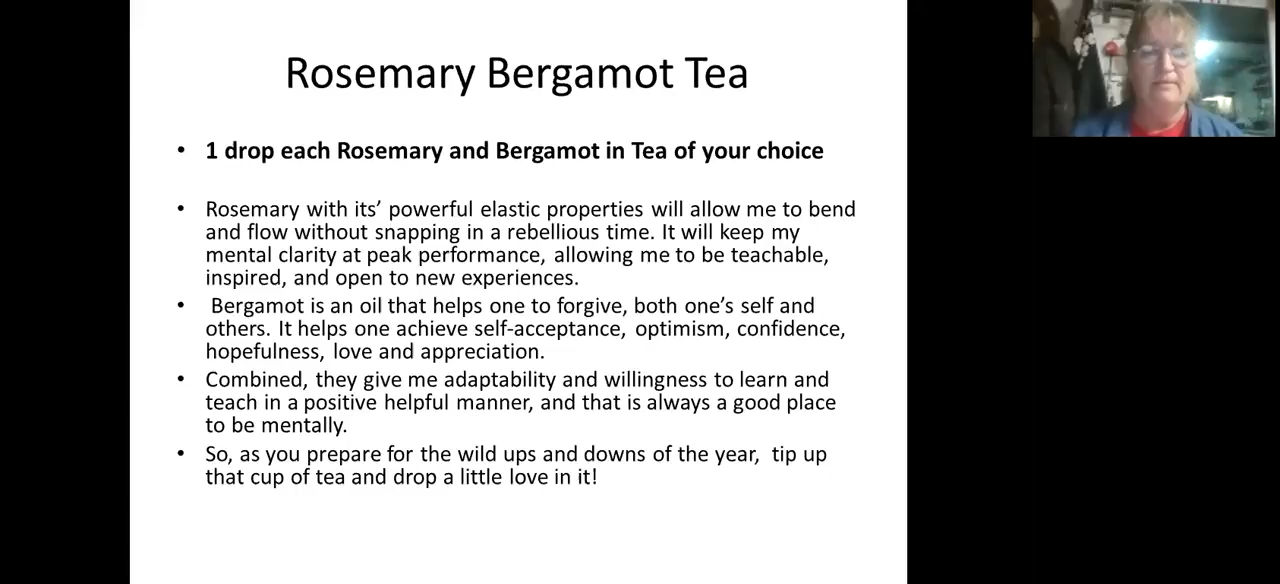 Rosemary Bergamot Tea
• 1 drop each Rosemary and Bergamot in Tea of your choice
• Rosemary with its’ powerful elastic properties will allow me to bend
and flow without snapping in a rebellious time. It will keep my
mental clarity at peak performance, allowing me to be teachable,
inspired, and open to new experiences.
• Bergamot is an oil that helps one to forgive, both one’s self and
others. It helps one achieve self-acceptance, optimism, confidence,
hopefulness, love and appreciation.
• Combined, they give me adaptability and willingness to learn and
teach in a positive helpful manner, and that is always a good place
to be mentally.
• So, as you prepare for the wild ups and downs of the year, tip up
that cup of tea and drop a little love in it!